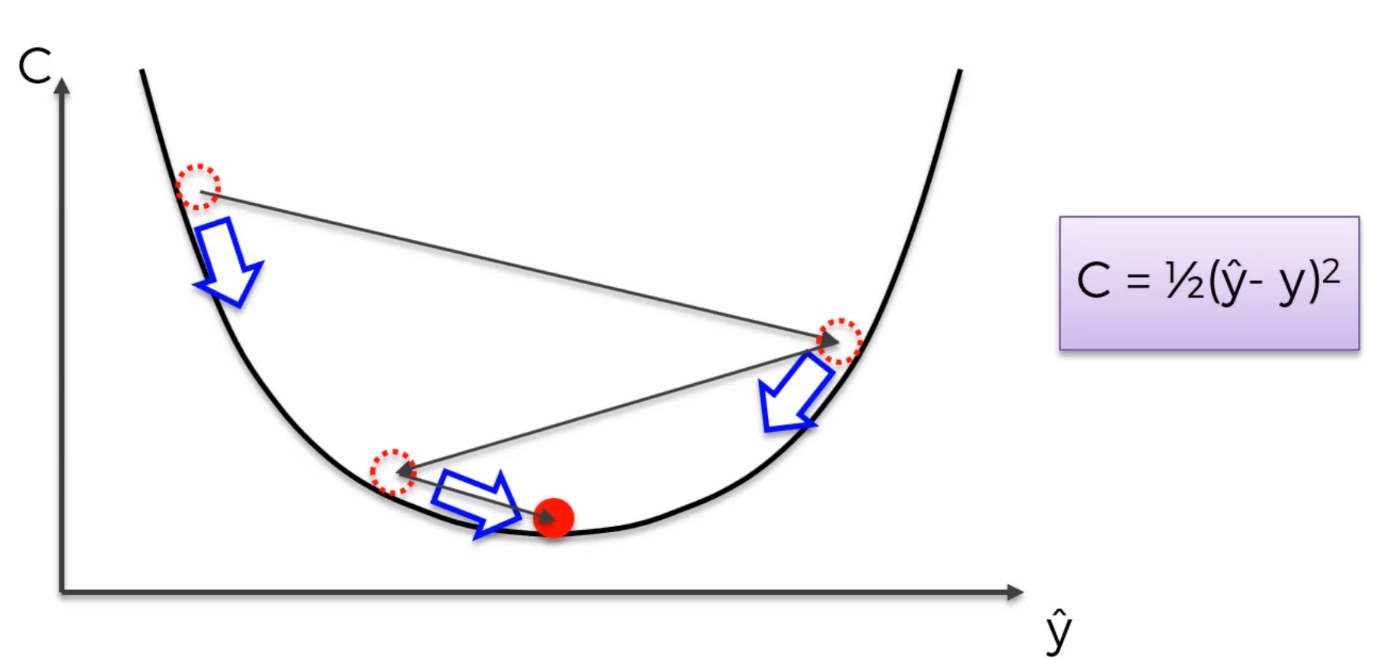 C
C = ½(ŷ- y)²
ŷ